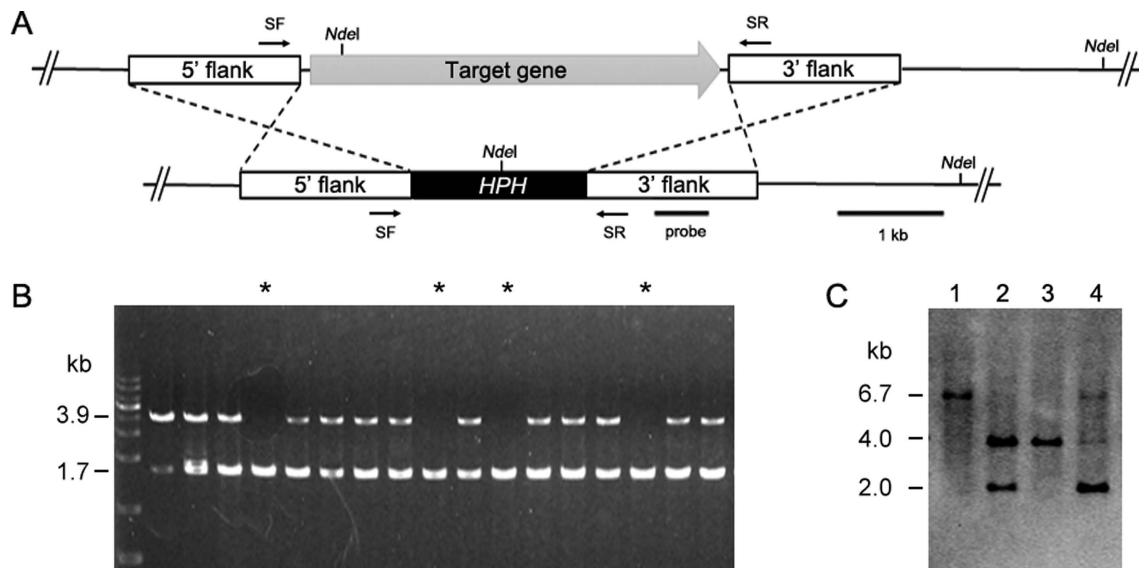 A
SF
NdeI
SR
NdeI
5' flank
Target gene
3' flank
NdeI
NdeI
5' flank
HPH
3' flank
SF
SR
probe
1 kb
B
* * * *
kb
3.9
1.7
C
1 2 3 4
kb
6.7
4.0
2.0